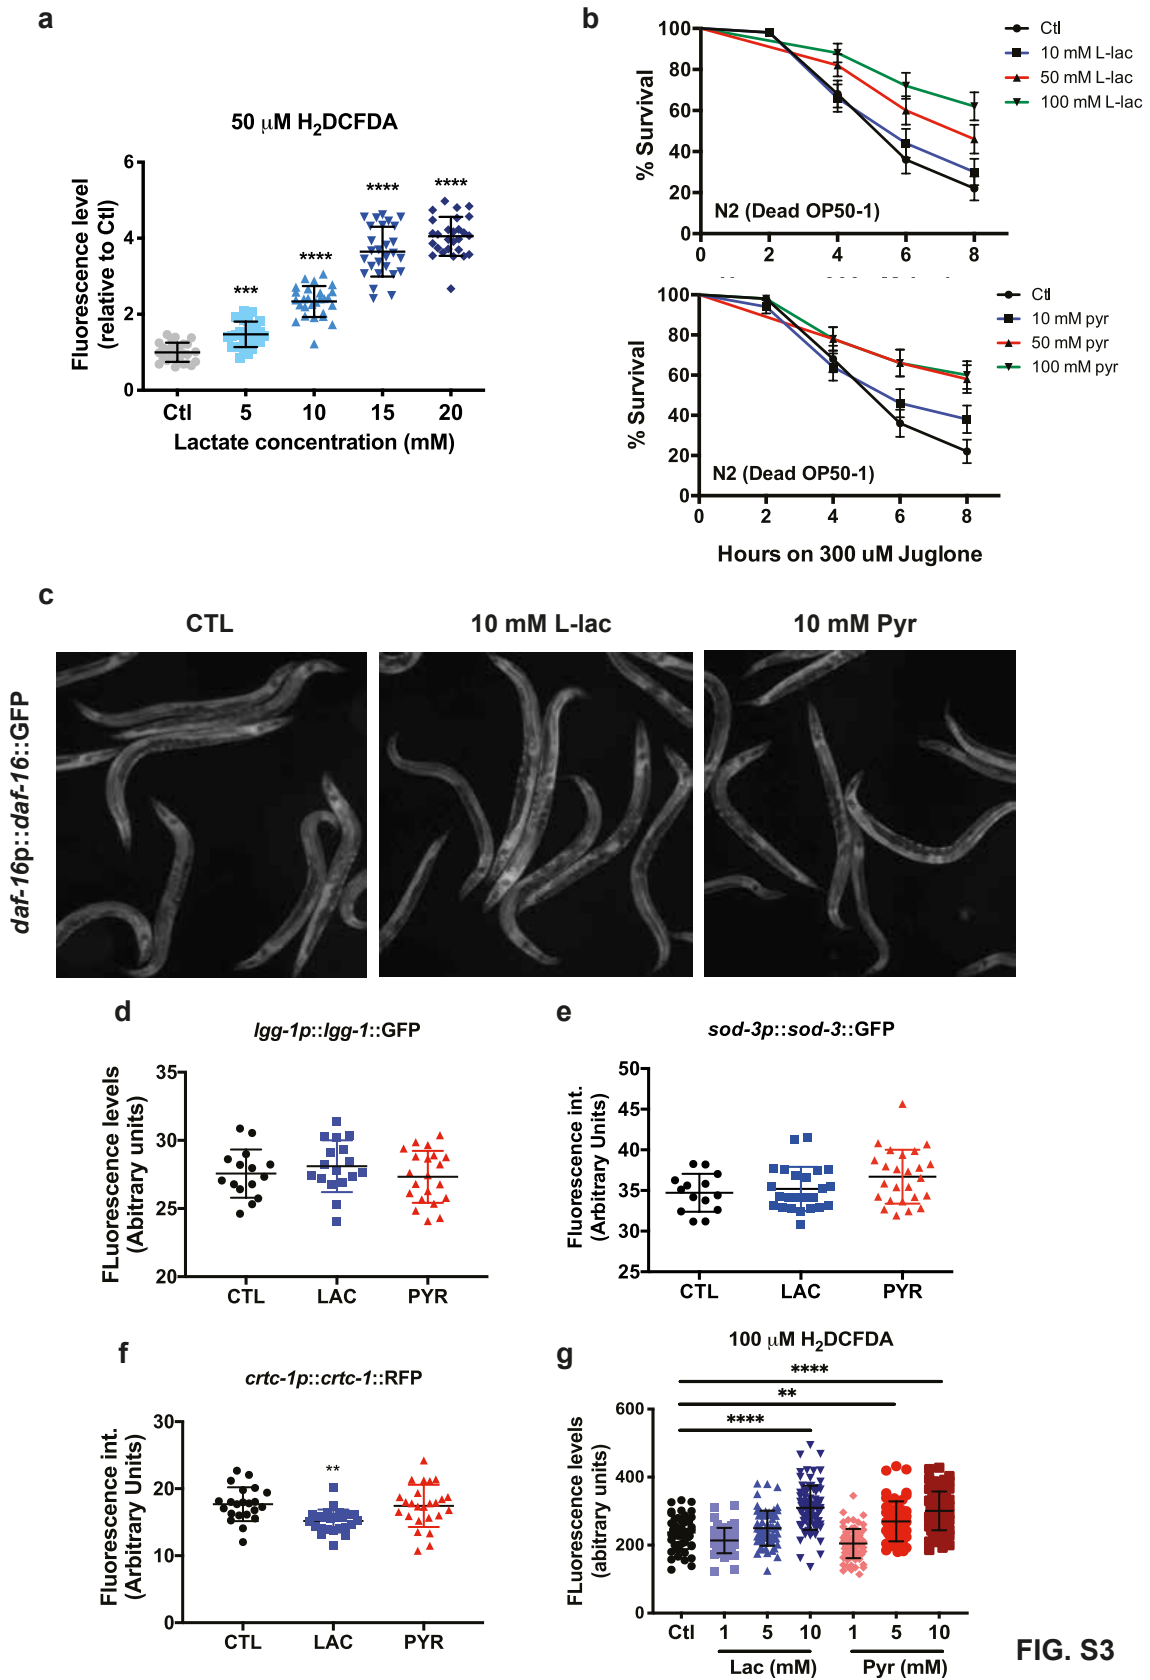 a
50 μM H₂DCFDA
Fluorescence level
(relative to Ctl)
6
4
2
0
***
****
****
****
Ctl 5 10 15 20
Lactate concentration (mM)
b
% Survival
100
80
60
40
20
0
N2 (Dead OP50-1)
0 2 4 6 8
Ctl
10 mM L-lac
50 mM L-lac
100 mM L-lac
% Survival
100
80
60
40
20
0
N2 (Dead OP50-1)
0 2 4 6 8
Hours on 300 uM Juglone
Ctl
10 mM pyr
50 mM pyr
100 mM pyr
c
CTL
10 mM L-lac
10 mM Pyr
daf-16p::daf-16::GFP
d
lgg-1p::lgg-1::GFP
FLuorescence levels
(Abitrary units)
35
30
25
20
CTL LAC PYR
e
sod-3p::sod-3::GFP
Fluorescence int.
(Arbitrary Units)
50
45
40
35
30
25
CTL LAC PYR
f
crtc-1p::crtc-1::RFP
Fluorescence int.
(Arbitrary Units)
30
20
10
0
**
CTL LAC PYR
g
100 μM H₂DCFDA
****
**
****
FLuorescence levels
(abitrary units)
600
400
200
0
Ctl 1 5 10 1 5 10
Lac (mM) Pyr (mM)
FIG. S3